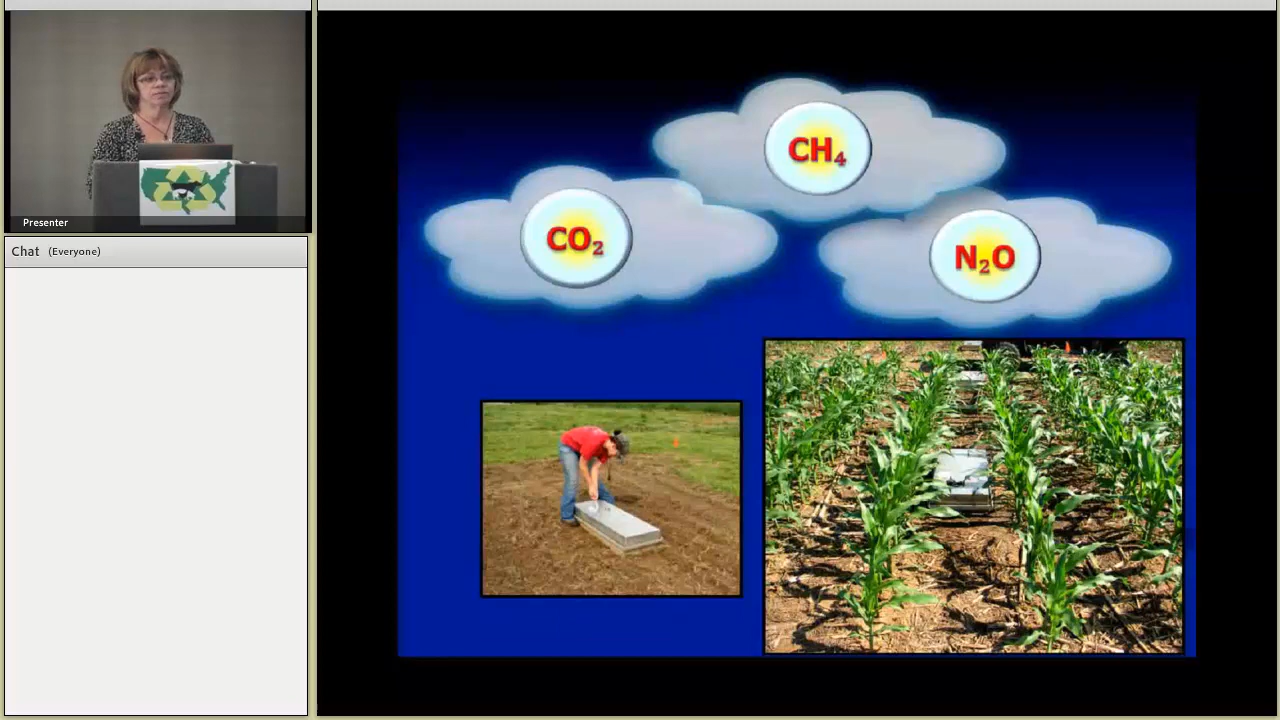 Presenter
Chat (Everyone)
CH₄
CO₂
N₂O